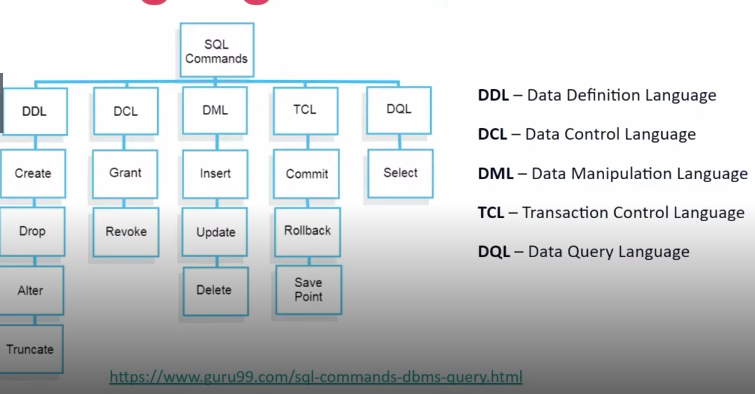 SQL
Commands
DDL
DCL
DML
TCL
DQL
Create
Grant
Insert
Commit
Select
Drop
Revoke
Update
Rollback
Alter
Delete
Save
Point
Truncate
DDL – Data Definition Language
DCL – Data Control Language
DML – Data Manipulation Language
TCL – Transaction Control Language
DQL – Data Query Language
https://www.guru99.com/sql-commands-dbms-query.html